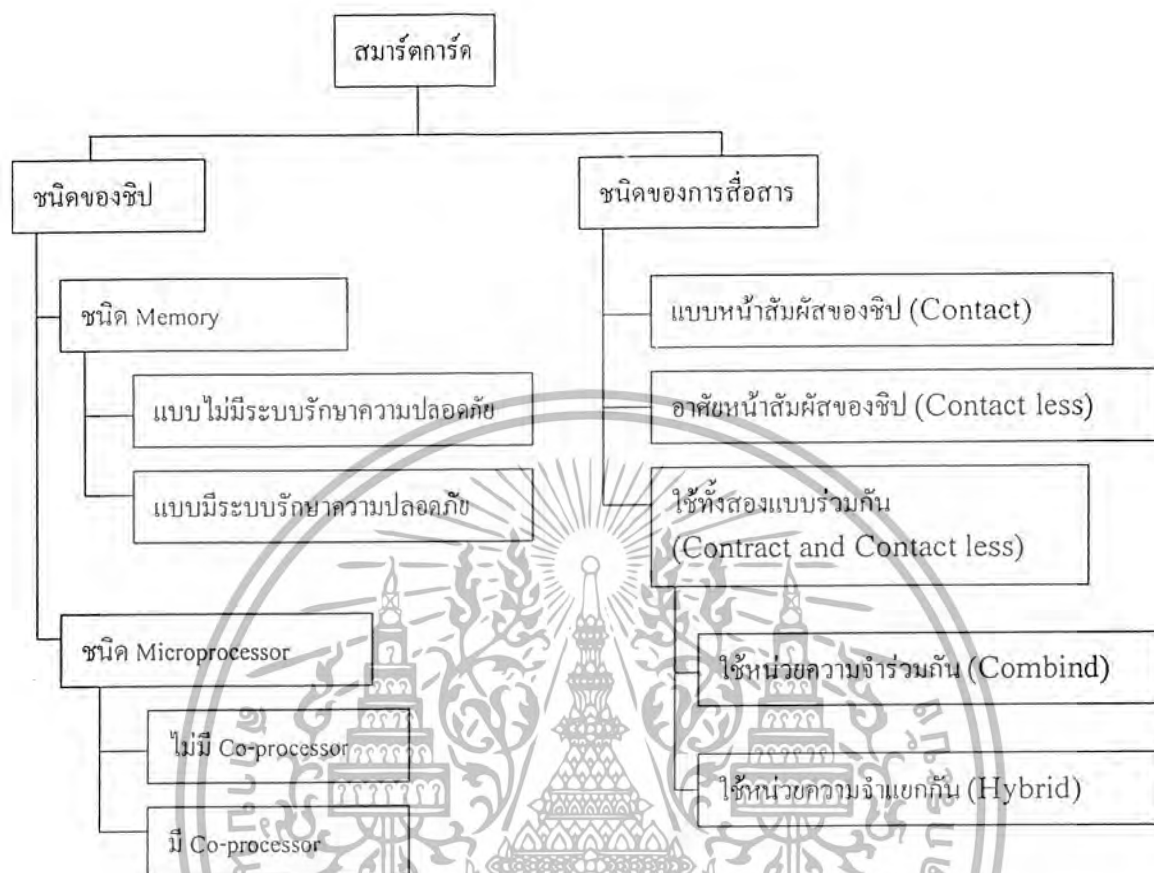 สมาร์ตการ์ด
ชนิดของชิป
ชนิด Memory
แบบไม่มีระบบรักษาความปลอดภัย
แบบมีระบบรักษาความปลอดภัย
ชนิด Microprocessor
ไม่มี Co-processor
มี Co-processor
ชนิดของการสื่อสาร
แบบหน้าสัมผัสของชิป (Contact)
อาศัยหน้าสัมผัสของชิป (Contact less)
ใช้ทั้งสองแบบร่วมกัน
(Contract and Contact less)
ใช้หน่วยความจำร่วมกัน (Combind)
ใช้หน่วยความจำแยกกัน (Hybrid)